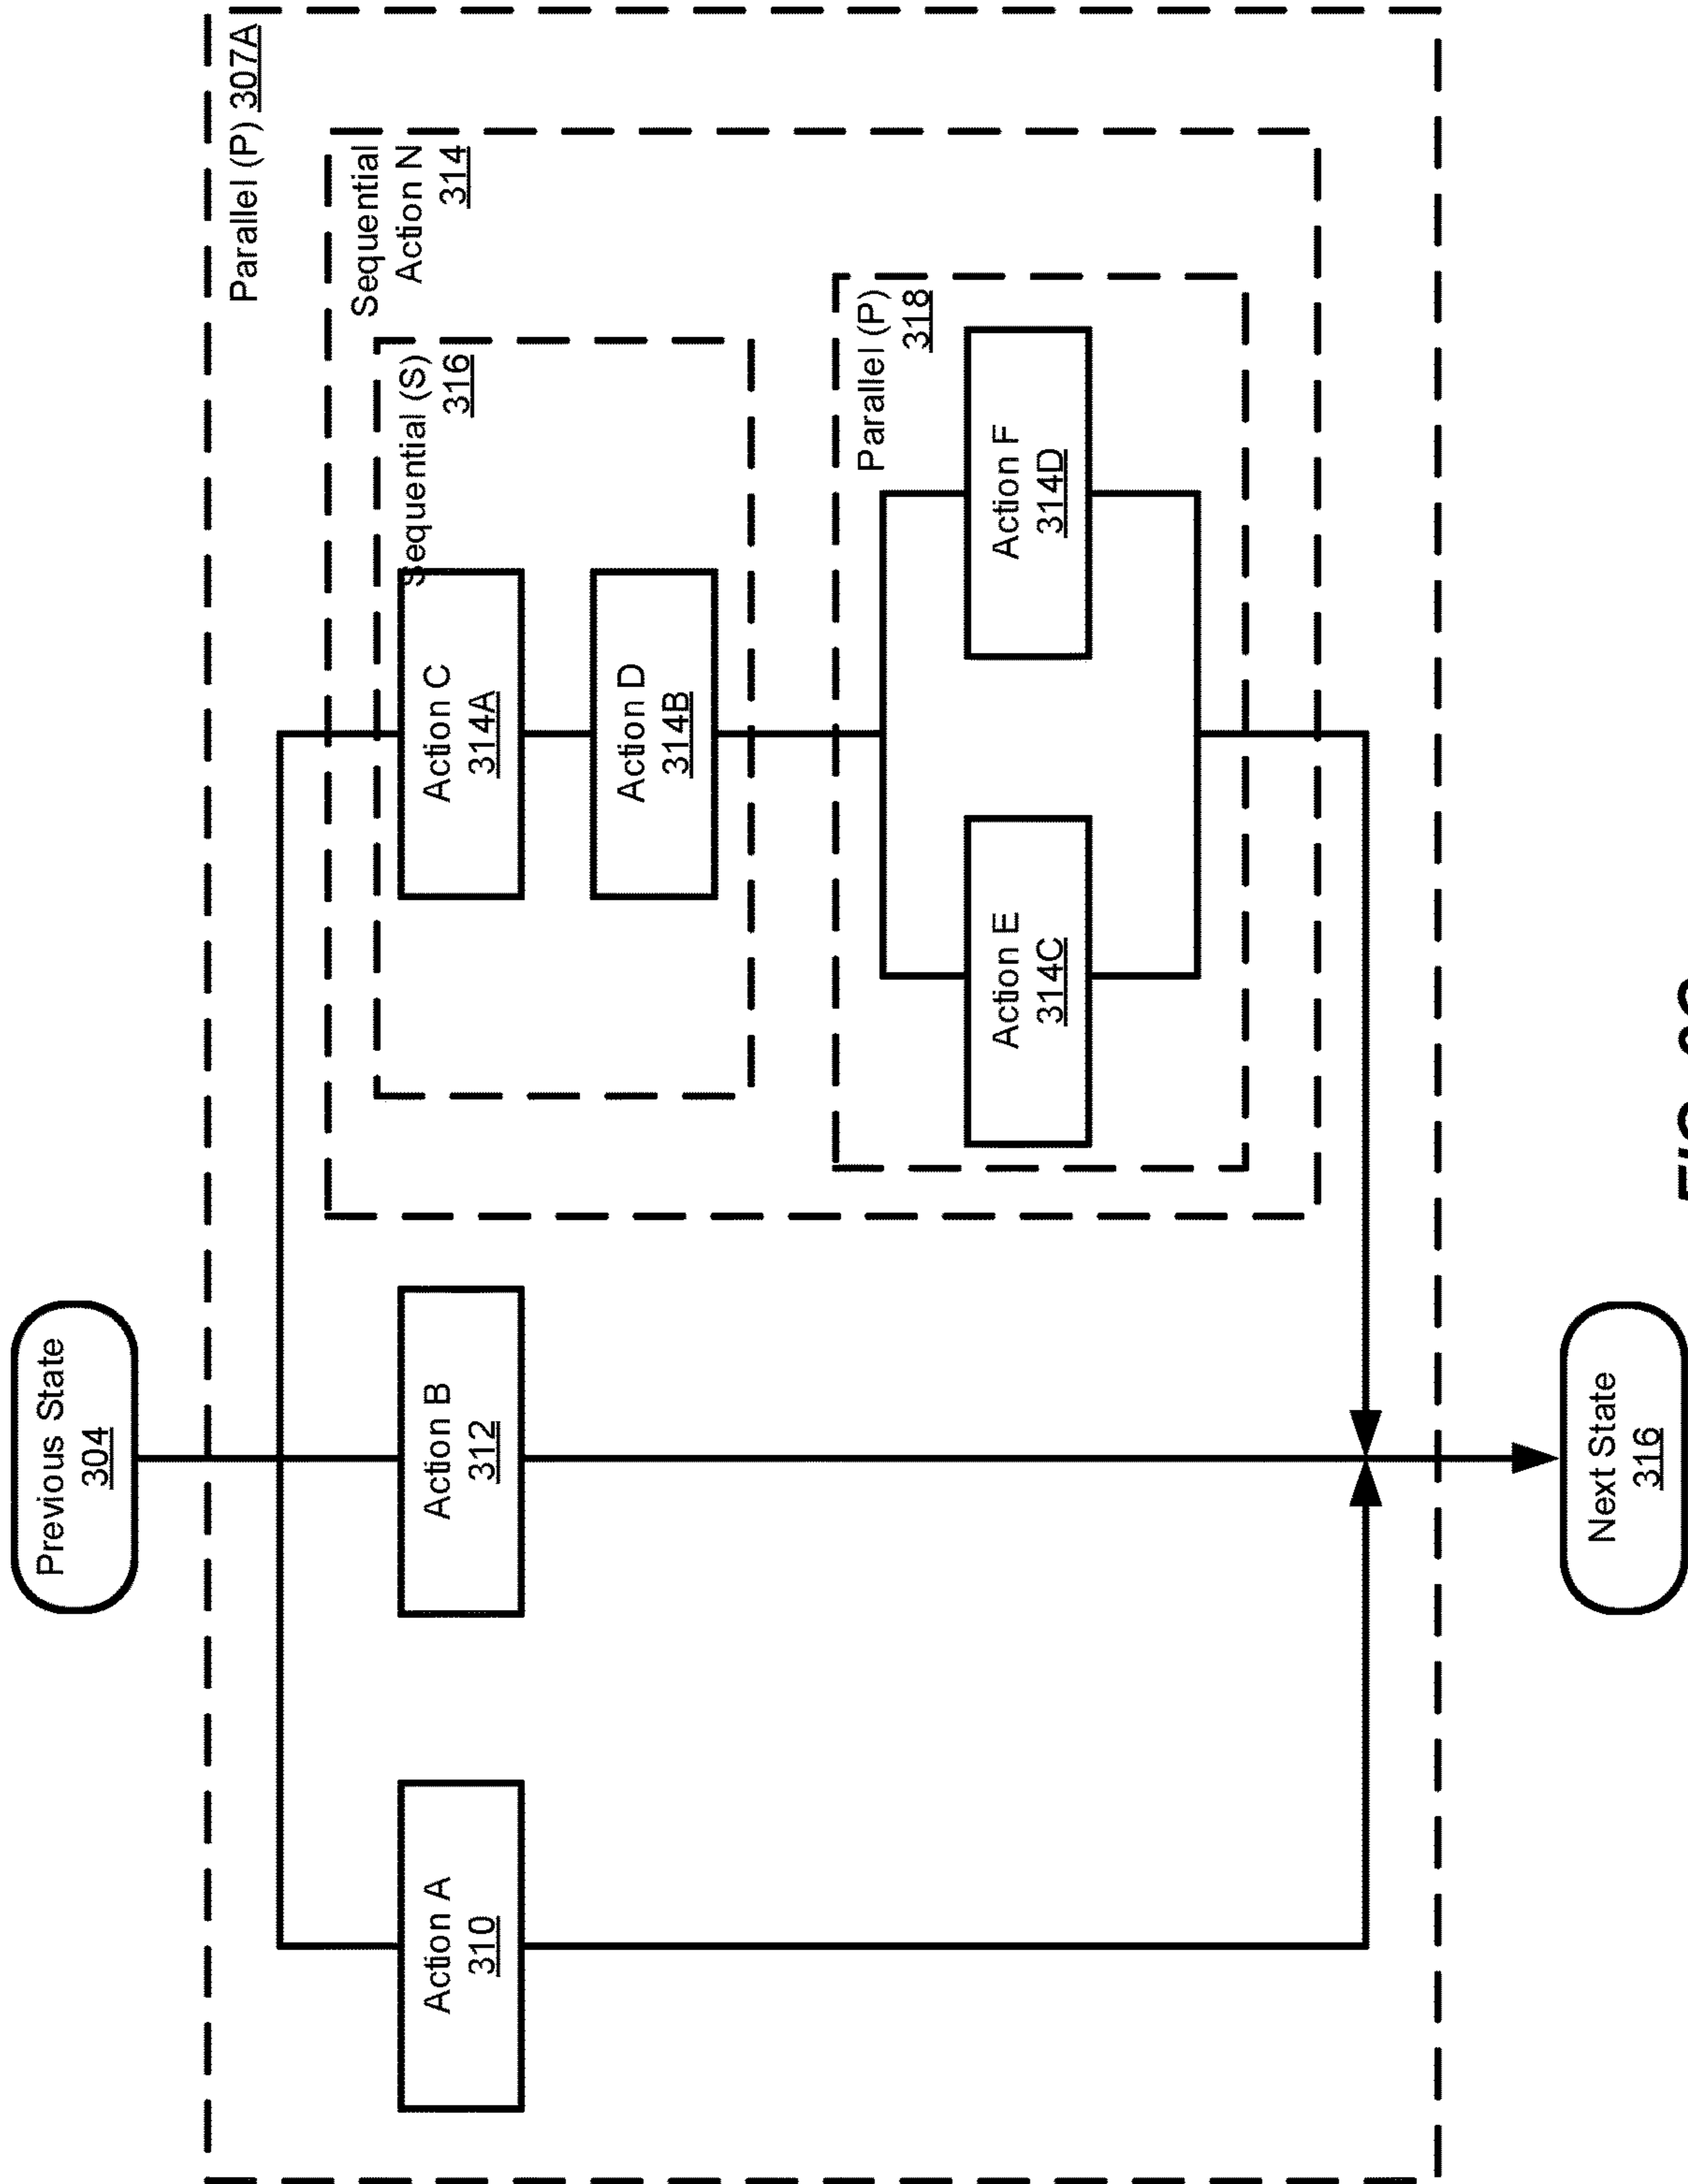 Previous State
304
Parallel (P) 307A
Sequential
Action N
314
Sequential (S)
316
Action A
310
Action B
312
Action C
314A
Action D
314B
Parallel (P)
318
Action E
314C
Action F
314D
Next State
316
FIG